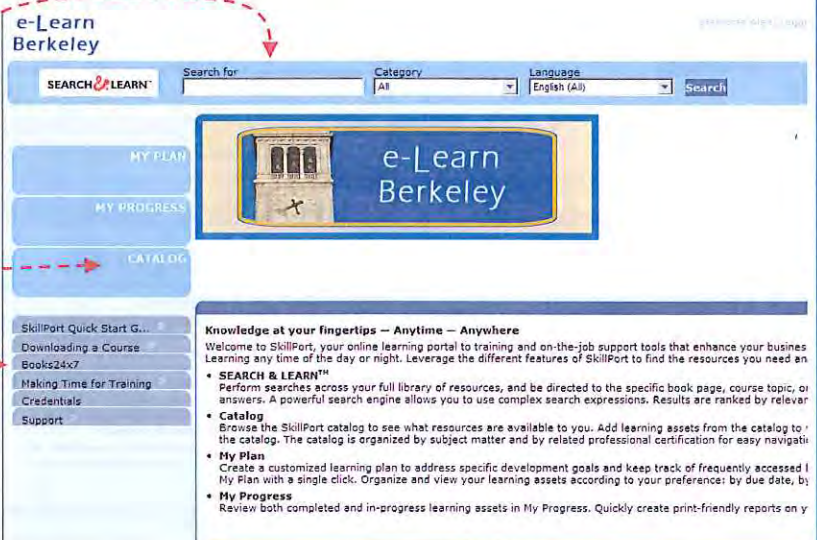 e-Learn
Berkeley
SEARCH & LEARN™
Search for
Category
Language
All
English (All)
Search
MY PLAN
MY PROGRESS
CATALOG
e-Learn
Berkeley
SkillPort Quick Start G...
Downloading a Course
Books24x7
Making Time for Training
Credentials
Support
Knowledge at your fingertips — Anytime — Anywhere
Welcome to SkillPort, your online learning portal to training and on-the-job support tools that enhance your busines
Learning any time of the day or night. Leverage the different features of SkillPort to find the resources you need an
• SEARCH & LEARN™
Perform searches across your full library of resources, and be directed to the specific book page, course topic, or
answers. A powerful search engine allows you to use complex search expressions. Results are ranked by relevar
• Catalog
Browse the SkillPort catalog to see what resources are available to you. Add learning assets from the catalog to
the catalog. The catalog is organized by subject matter and by related professional certification for easy navigati
• My Plan
Create a customized learning plan to address specific development goals and keep track of frequently accessed
My Plan with a single click. Organize and view your learning assets according to your preference: by due date, by
• My Progress
Review both completed and in-progress learning assets in My Progress. Quickly create print-friendly reports on y